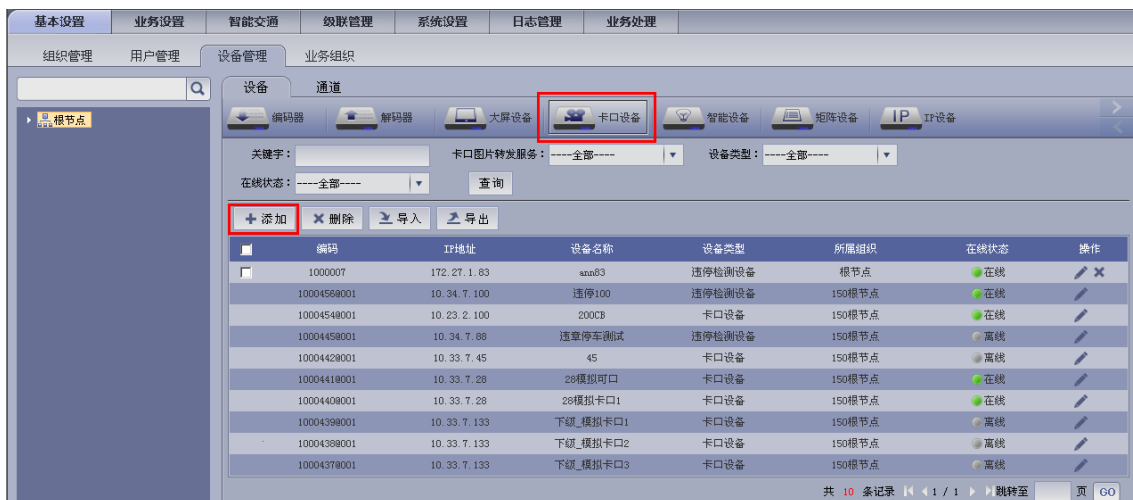 基本设置 业务设置 智能交通 级联管理 系统设置 日志管理 业务处理
组织管理 用户管理 设备管理 业务组织
设备 通道
根节点
编码器 解码器 大屏设备 卡口设备 智能设备 矩阵设备 IP IP设备
关键字： 卡口图片转发服务： ----全部---- 设备类型： ----全部----
在线状态： ----全部---- 查询
添加 删除 导入 导出
编码 IP地址 设备名称 设备类型 所属组织 在线状态 操作
1000007 172.27.1.83 ann83 违停检测设备 根节点 在线
1000456@001 10.34.7.100 违停100 违停检测设备 150根节点 在线
1000454@001 10.23.2.100 200CB 卡口设备 150根节点 在线
1000445@001 10.34.7.88 违章停车测试 违停检测设备 150根节点 离线
1000442@001 10.33.7.45 45 卡口设备 150根节点 离线
1000441@001 10.33.7.28 28模拟可口 卡口设备 150根节点 在线
1000440@001 10.33.7.28 28模拟卡口1 卡口设备 150根节点 在线
1000439@001 10.33.7.133 下级_模拟卡口1 卡口设备 150根节点 离线
1000438@001 10.33.7.133 下级_模拟卡口2 卡口设备 150根节点 离线
1000437@001 10.33.7.133 下级_模拟卡口3 卡口设备 150根节点 离线
共 10 条记录 1 / 1 跳转至 页 GO